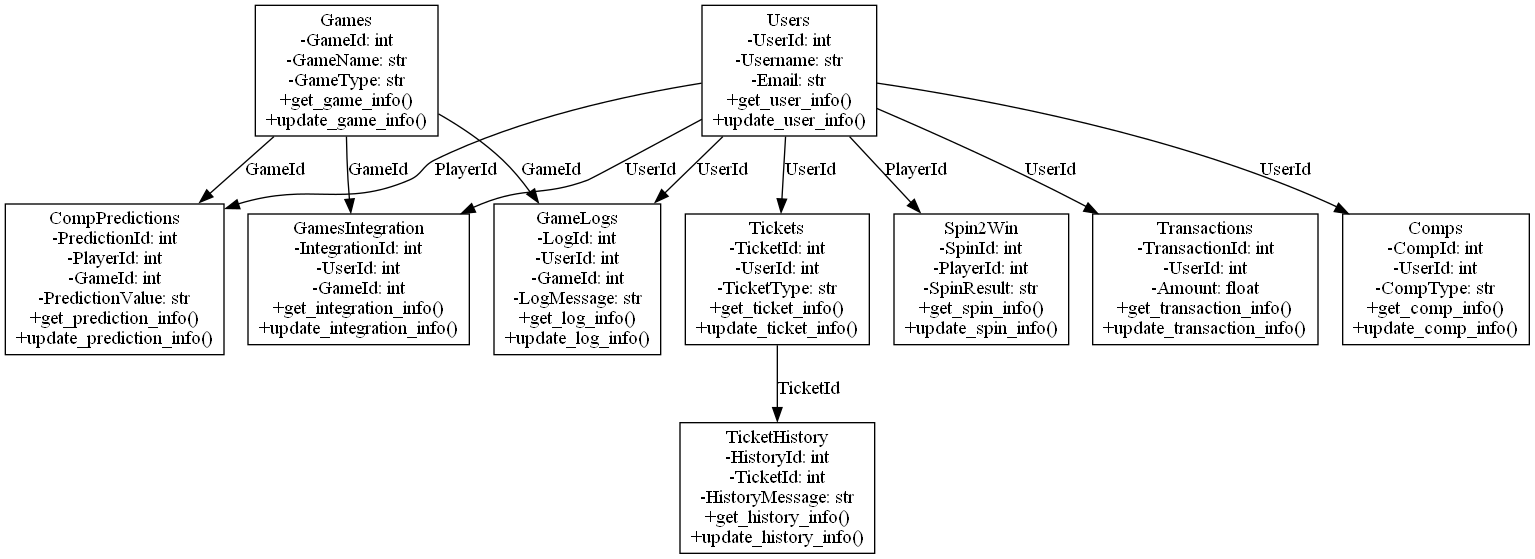 Games
-GameId: int
-GameName: str
-GameType: str
+get_game_info()
+update_game_info()
Users
-UserId: int
-Username: str
-Email: str
+get_user_info()
+update_user_info()
GameId
GameId
PlayerId
GameId
UserId
UserId
UserId
PlayerId
UserId
UserId
CompPredictions
-PredictionId: int
-PlayerId: int
-GameId: int
-PredictionValue: str
+get_prediction_info()
+update_prediction_info()
GamesIntegration
-IntegrationId: int
-UserId: int
-GameId: int
+get_integration_info()
+update_integration_info()
GameLogs
-LogId: int
-UserId: int
-GameId: int
-LogMessage: str
+get_log_info()
+update_log_info()
Tickets
-TicketId: int
-UserId: int
-TicketType: str
+get_ticket_info()
+update_ticket_info()
Spin2Win
-SpinId: int
-PlayerId: int
-SpinResult: str
+get_spin_info()
+update_spin_info()
Transactions
-TransactionId: int
-UserId: int
-Amount: float
+get_transaction_info()
+update_transaction_info()
Comps
-CompId: int
-UserId: int
-CompType: str
+get_comp_info()
+update_comp_info()
TicketId
TicketHistory
-HistoryId: int
-TicketId: int
-HistoryMessage: str
+get_history_info()
+update_history_info()